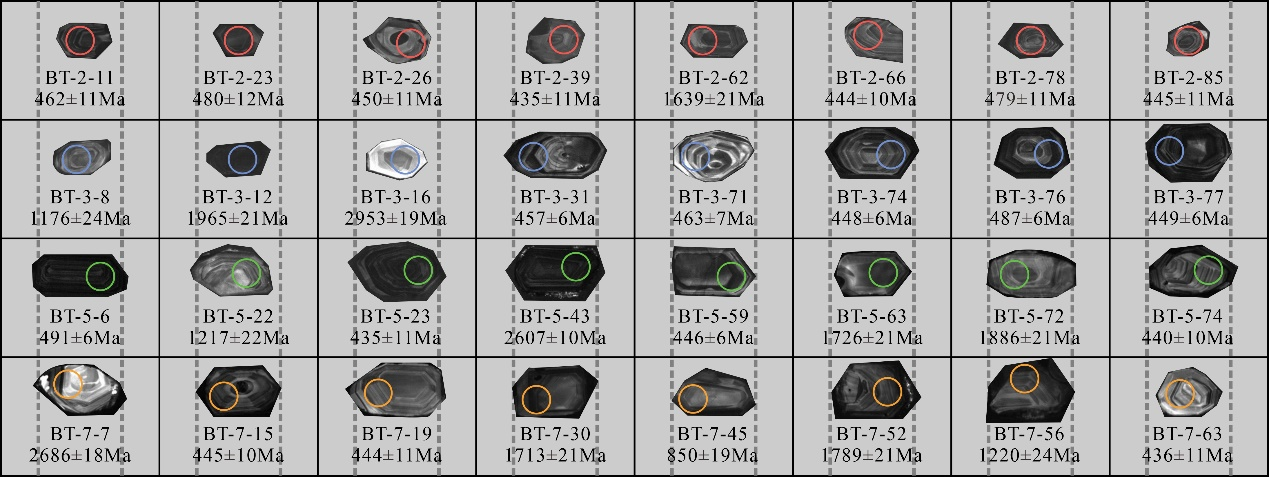 BT-2-11 BT-2-23 BT-2-26 BT-2-39 BT-2-62 BT-2-66 BT-2-78 BT-2-85
462±11Ma 480±12Ma 450±11Ma 435±11Ma 1639±21Ma 444±10Ma 479±11Ma 445±11Ma
BT-3-8 BT-3-12 BT-3-16 BT-3-31 BT-3-71 BT-3-74 BT-3-76 BT-3-77
1176±24Ma 1965±21Ma 2953±19Ma 457±6Ma 463±7Ma 448±6Ma 487±6Ma 449±6Ma
BT-5-6 BT-5-22 BT-5-23 BT-5-43 BT-5-59 BT-5-63 BT-5-72 BT-5-74
491±6Ma 1217±22Ma 435±11Ma 2607±10Ma 446±6Ma 1726±21Ma 1886±21Ma 440±10Ma
BT-7-7 BT-7-15 BT-7-19 BT-7-30 BT-7-45 BT-7-52 BT-7-56 BT-7-63
2686±18Ma 445±10Ma 444±11Ma 1713±21Ma 850±19Ma 1789±21Ma 1220±24Ma 436±11Ma